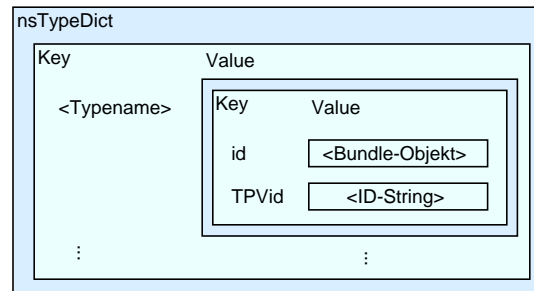 nsTypeDict
Key Value
<Typename>
Key Value
id <Bundle-Objekt>
TPVid <ID-String>
⋮ ⋮